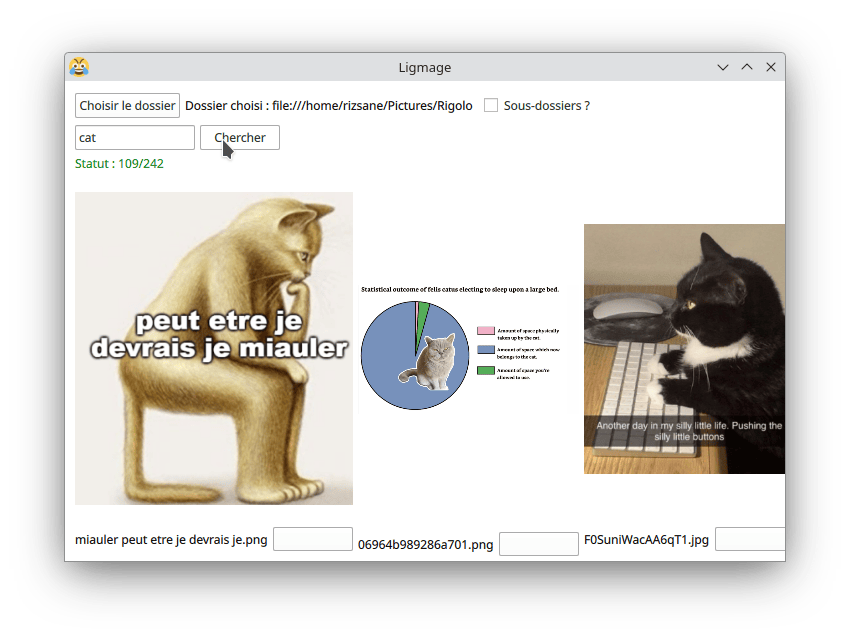 Ligmage
Choisir le dossier
Dossier choisi : file:///home/rizsane/Pictures/Rigolo
Sous-dossiers ?
cat
Chercher
Statut : 109/242
peut etre je
devrais je miauler
Statistical outcome of felis catus electing to sleep upon a large bed.
Amount of space physically
taken up by the cat.
Amount of space which now
belongs to the cat.
Amount of space you're
allowed to use.
Another day in my silly little life. Pushing the
silly little buttons
miauler peut etre je devrais je.png
06964b989286a701.png
F0SuniWacAA6qT1.jpg